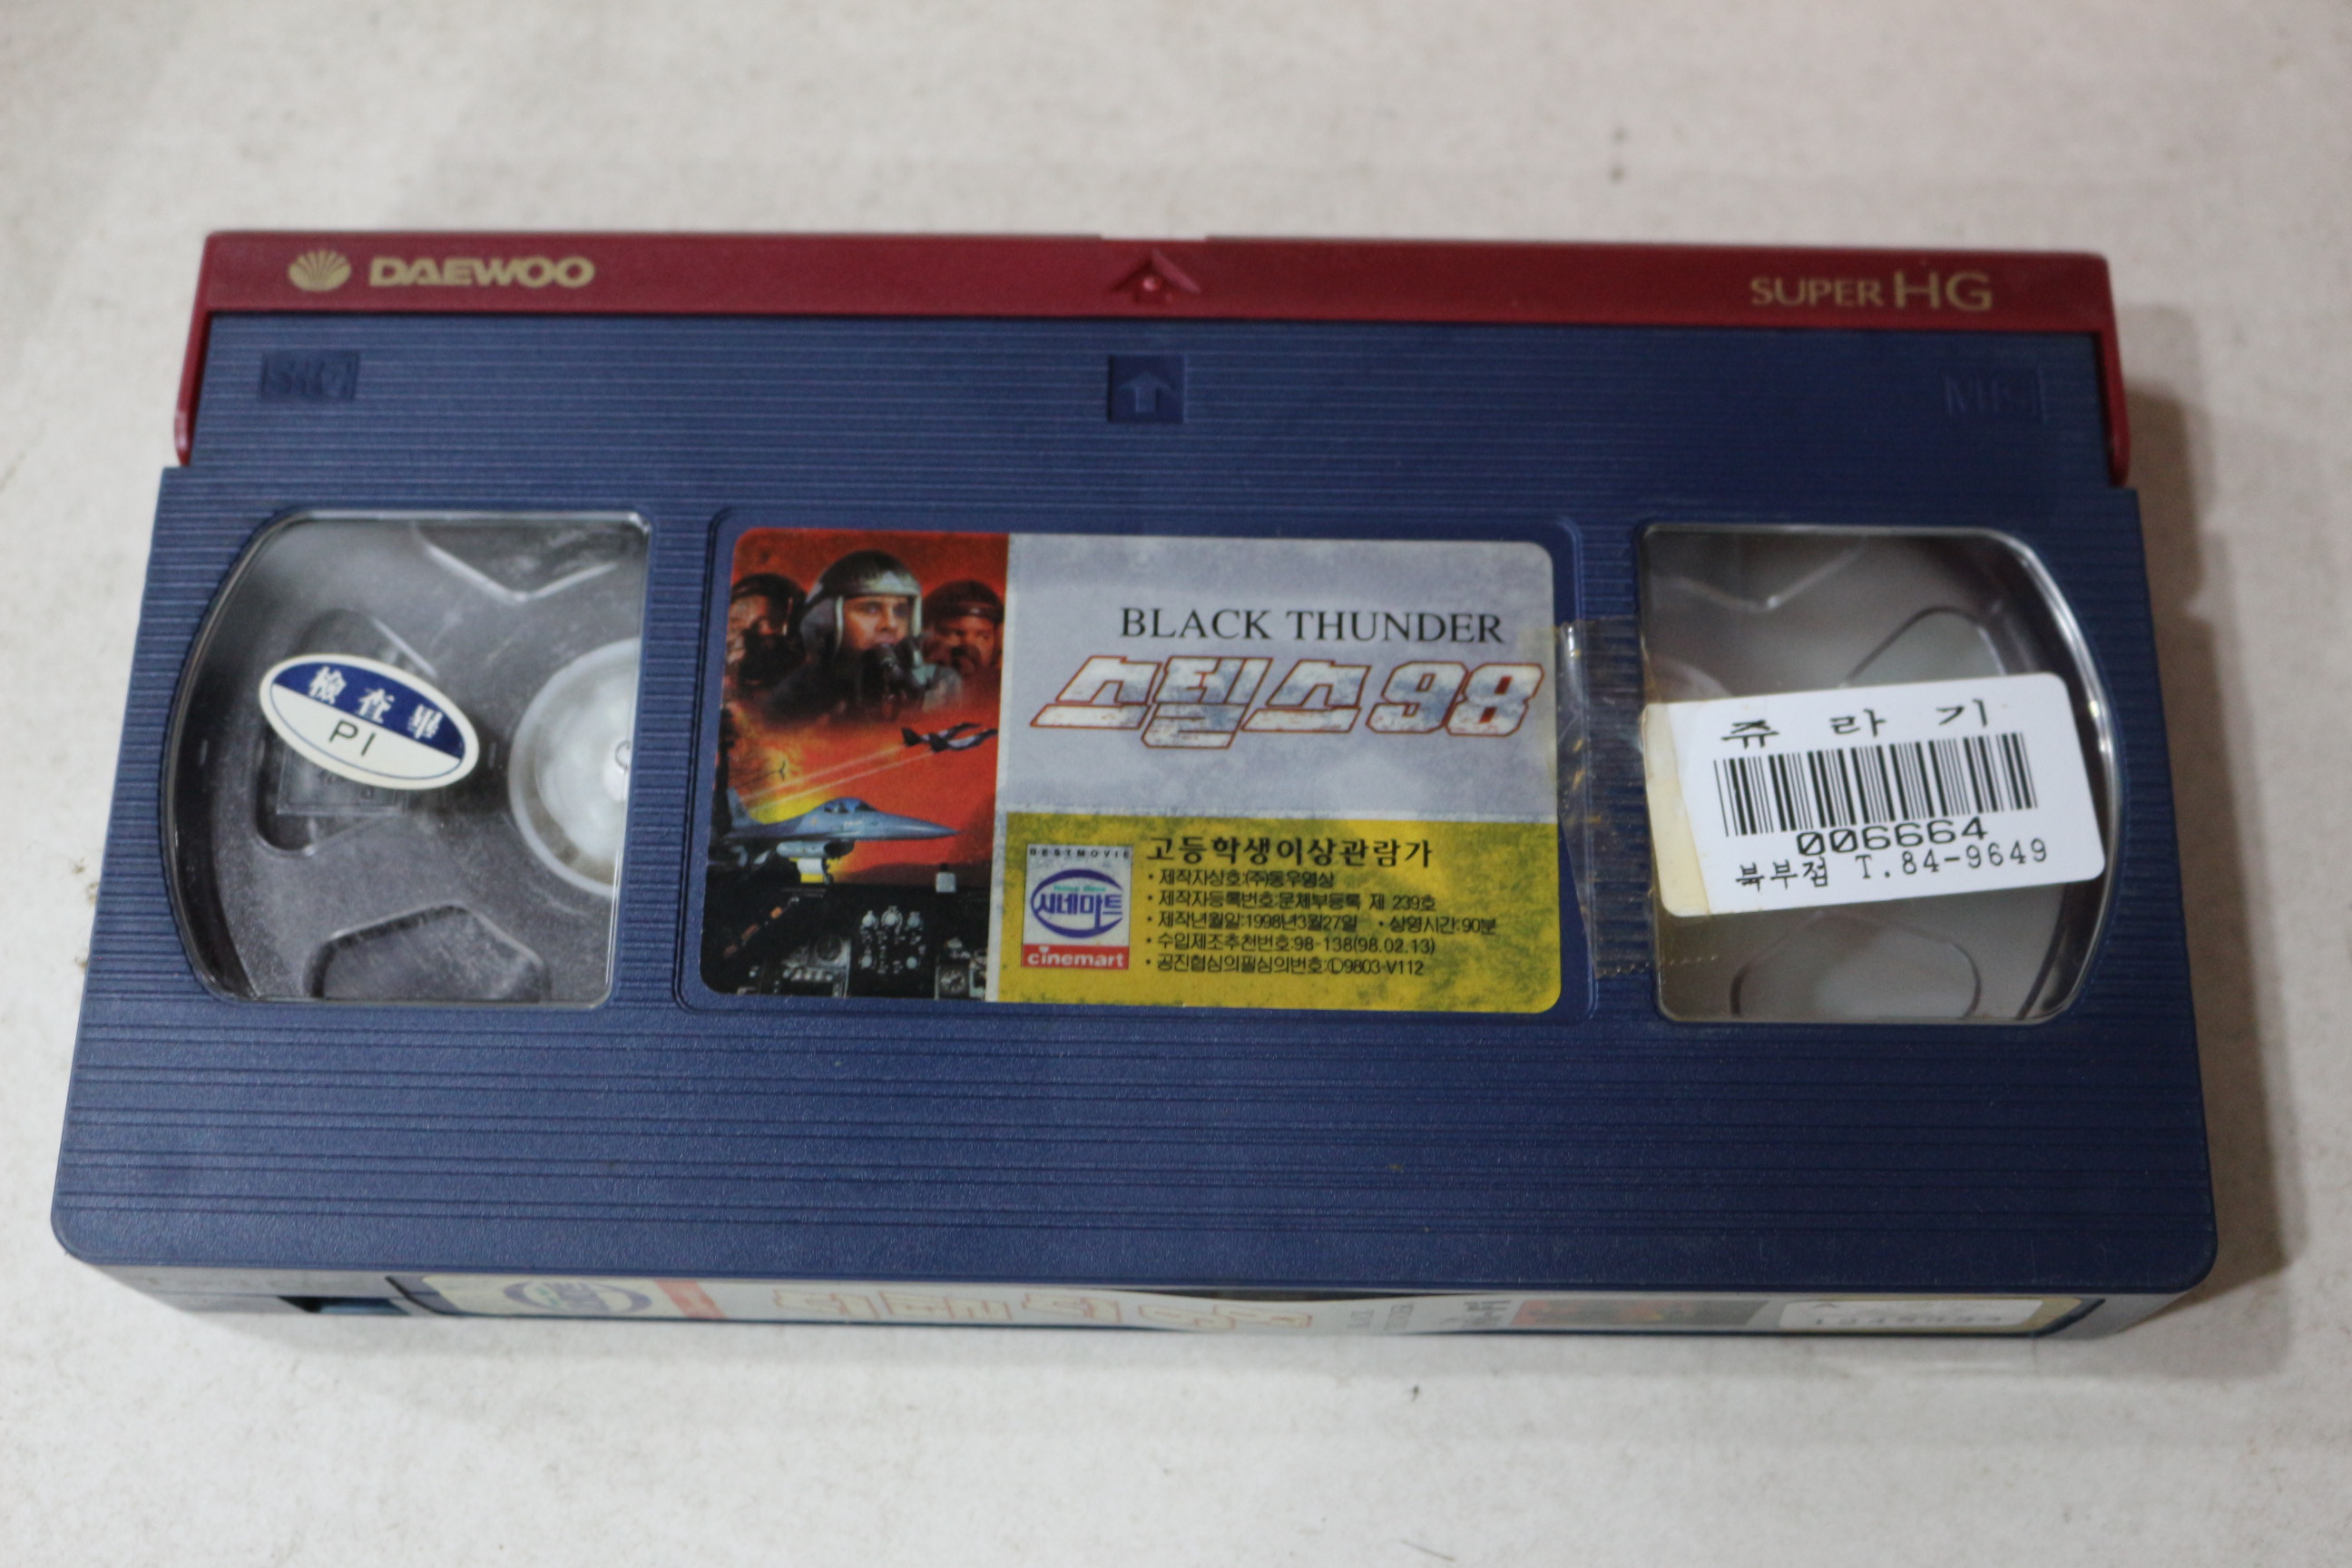 DAEWOO
SUPER HG
檢査畢
P1
BLACK THUNDER
스텔스98
고등학생이상관람가
BESTMOVIE
시네마트
cinemart
• 제작자상호:(주)동우영상
• 제작자등록번호:문체부등록 제 239호
• 제작년월일:1998년3월27일 • 상영시간:90분
• 수입제조추천번호:98-138(98.02.13)
• 공진협심의필심의번호:Ⓛ9803-V112
쥬라기
006664
북부점 T.84-9649